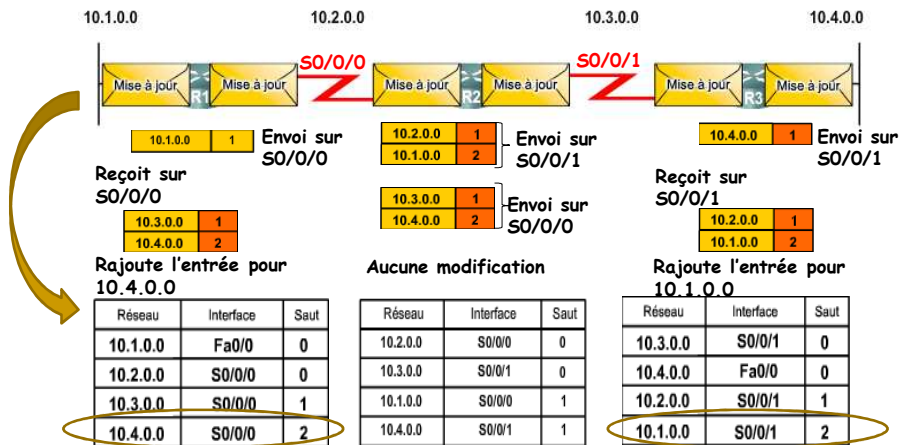 10.1.0.0 10.2.0.0 10.3.0.0 10.4.0.0
S0/0/0 S0/0/1
Mise à jour R1 Mise à jour Mise à jour R2 Mise à jour Mise à jour R3 Mise à jour
10.1.0.0 1
Envoi sur
S0/0/0
Reçoit sur
S0/0/0
10.3.0.0 1
10.4.0.0 2
Rajoute l'entrée pour
10.4.0.0
Réseau Interface Saut
10.1.0.0 Fa0/0 0
10.2.0.0 S0/0/0 0
10.3.0.0 S0/0/0 1
10.4.0.0 S0/0/0 2
10.2.0.0 1
10.1.0.0 2
Envoi sur
S0/0/1
10.3.0.0 1
10.4.0.0 2
Envoi sur
S0/0/0
Aucune modification
Réseau Interface Saut
10.2.0.0 S0/0/0 0
10.3.0.0 S0/0/1 0
10.1.0.0 S0/0/0 1
10.4.0.0 S0/0/1 1
10.4.0.0 1
Envoi sur
S0/0/1
Reçoit sur
S0/0/1
10.2.0.0 1
10.1.0.0 2
Rajoute l'entrée pour
10.1.0.0
Réseau Interface Saut
10.3.0.0 S0/0/1 0
10.4.0.0 Fa0/0 0
10.2.0.0 S0/0/1 1
10.1.0.0 S0/0/1 2